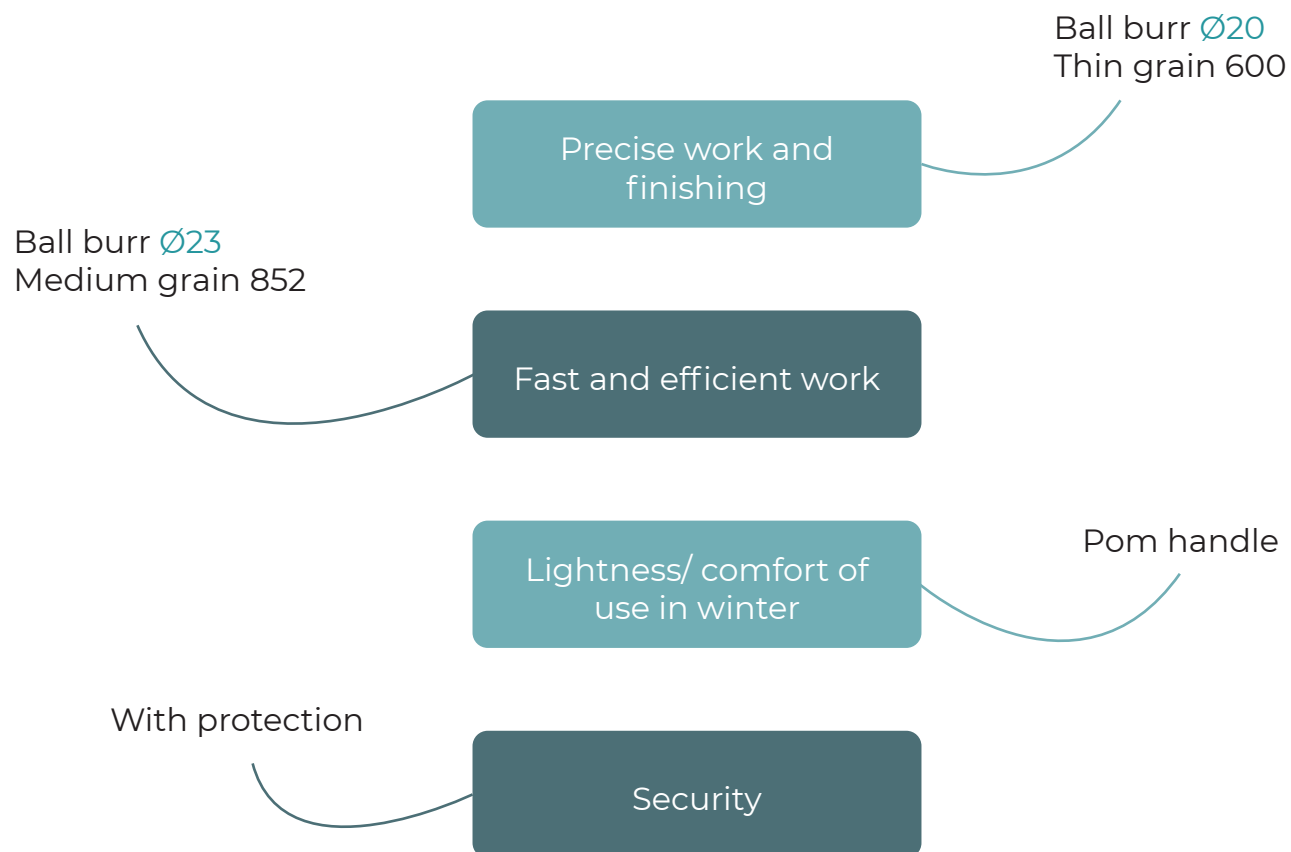 Ball burr Ø20
Thin grain 600
Precise work and
finishing
Ball burr Ø23
Medium grain 852
Fast and efficient work
Pom handle
Lightness/ comfort of
use in winter
With protection
Security